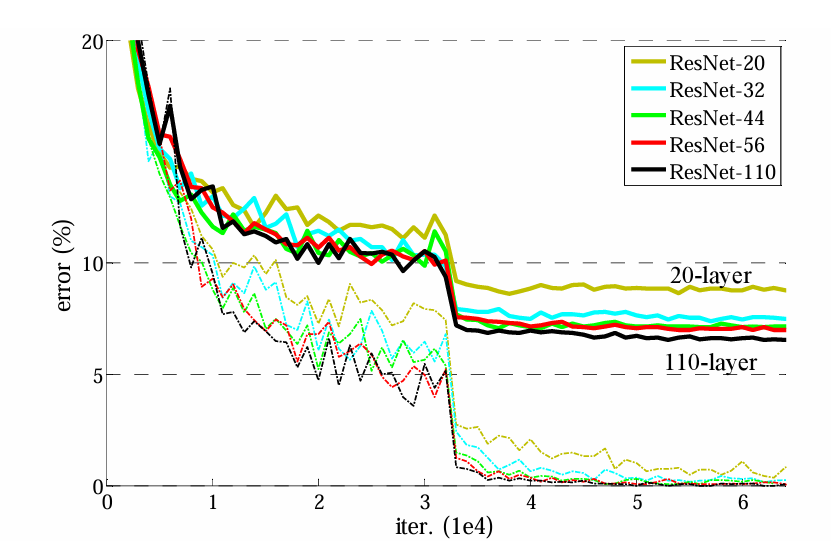 20
ResNet-20
ResNet-32
ResNet-44
ResNet-56
ResNet-110
error (%)
10
20-layer
5
110-layer
0
0 1 2 3 4 5 6
iter. (1e4)